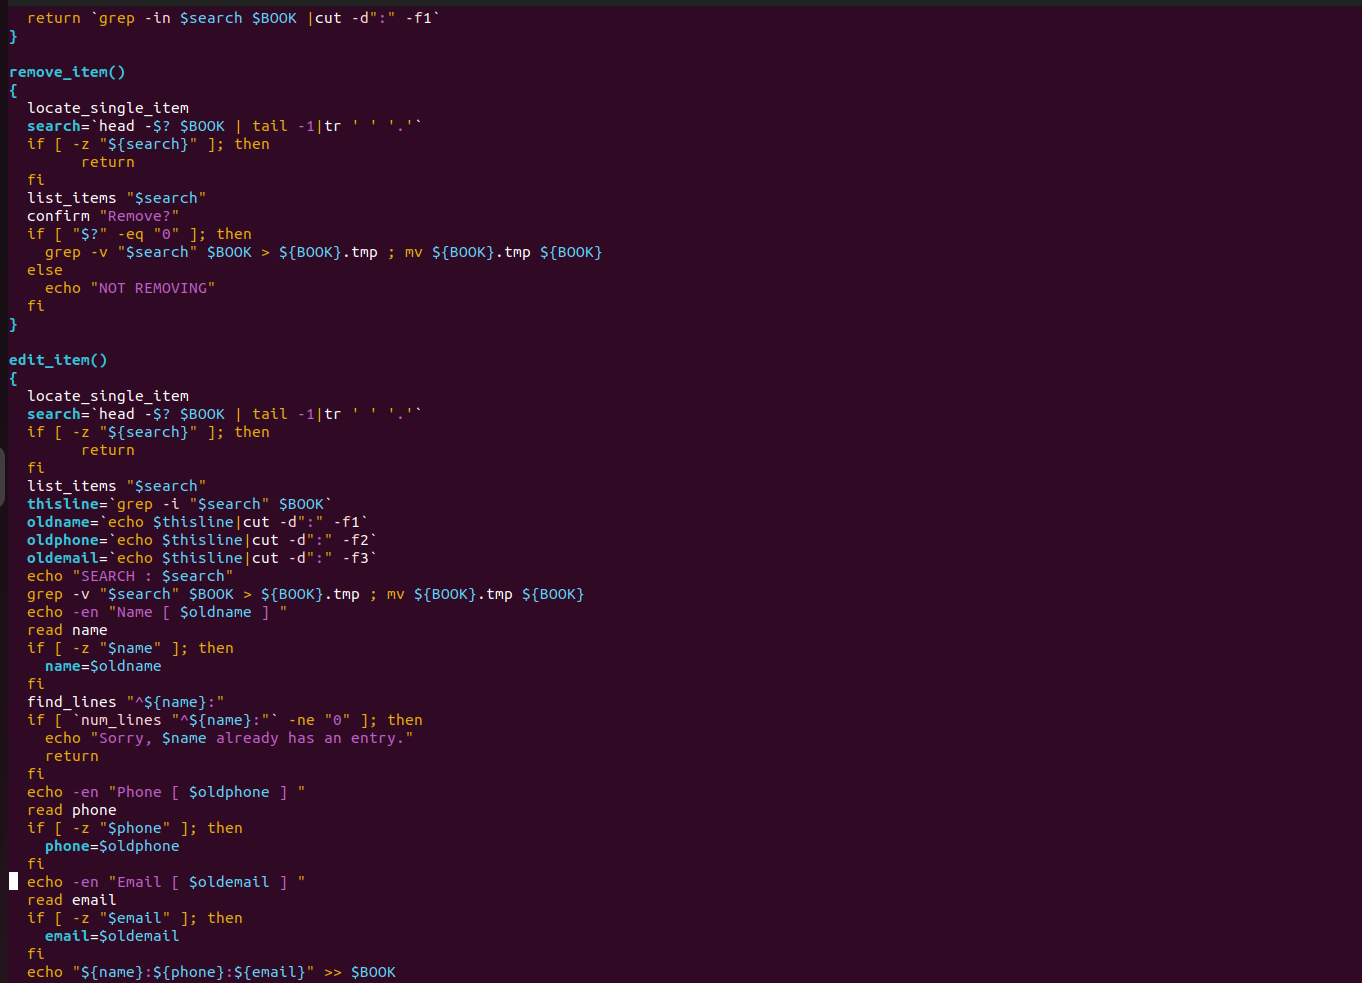 return `grep -in $search $BOOK |cut -d":" -f1`
}

remove_item()
{
  locate_single_item
  search=`head -$? $BOOK | tail -1|tr ' ' '.'`
  if [ -z "${search}" ]; then
        return
  fi
  list_items "$search"
  confirm "Remove?"
  if [ "$?" -eq "0" ]; then
    grep -v "$search" $BOOK > ${BOOK}.tmp ; mv ${BOOK}.tmp ${BOOK}
  else
    echo "NOT REMOVING"
  fi
}

edit_item()
{
  locate_single_item
  search=`head -$? $BOOK | tail -1|tr ' ' '.'`
  if [ -z "${search}" ]; then
        return
  fi
  list_items "$search"
  thisline=`grep -i "$search" $BOOK`
  oldname=`echo $thisline|cut -d":" -f1`
  oldphone=`echo $thisline|cut -d":" -f2`
  oldemail=`echo $thisline|cut -d":" -f3`
  echo "SEARCH : $search"
  grep -v "$search" $BOOK > ${BOOK}.tmp ; mv ${BOOK}.tmp ${BOOK}
  echo -en "Name [ $oldname ] "
  read name
  if [ -z "$name" ]; then
    name=$oldname
  fi
  find_lines "^${name}:"
  if [ `num_lines "^${name}:"` -ne "0" ]; then
    echo "Sorry, $name already has an entry."
    return
  fi
  echo -en "Phone [ $oldphone ] "
  read phone
  if [ -z "$phone" ]; then
    phone=$oldphone
  fi
  echo -en "Email [ $oldemail ] "
  read email
  if [ -z "$email" ]; then
    email=$oldemail
  fi
  echo "${name}:${phone}:${email}" >> $BOOK